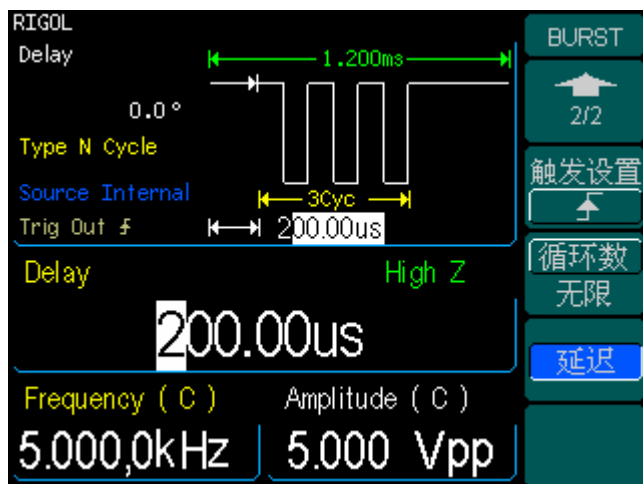 RIGOL
Delay
1.200ms
0.0°
Type N Cycle
Source Internal
3Cyc
Trig Out
200.00us
Delay
High Z
200.00us
Frequency ( C )
Amplitude ( C )
5.000,0kHz
5.000 Vpp
BURST
2/2
触发设置
循环数
无限
延迟